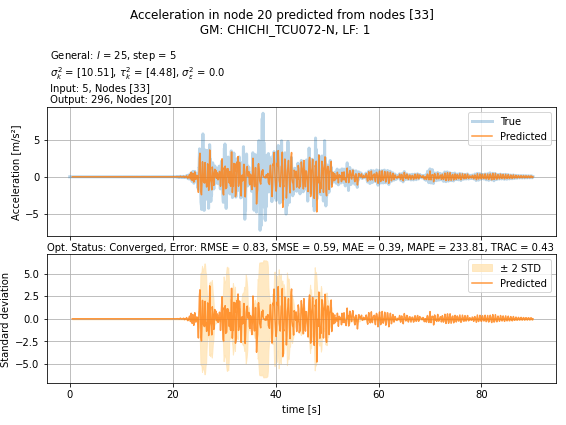 Acceleration in node 20 predicted from nodes [33]
GM: CHICHI_TCU072-N, LF: 1
General: l = 25, step = 5
σ²ₖ = [10.51], τ²ₖ = [4.48], σ²ε = 0.0
Input: 5, Nodes [33]
Output: 296, Nodes [20]
Acceleration [m/s²]
5
0
−5
True
Predicted
Opt. Status: Converged, Error: RMSE = 0.83, SMSE = 0.59, MAE = 0.39, MAPE = 233.81, TRAC = 0.43
Standard deviation
5.0
2.5
0.0
−2.5
−5.0
± 2 STD
Predicted
0 20 40 60 80
time [s]